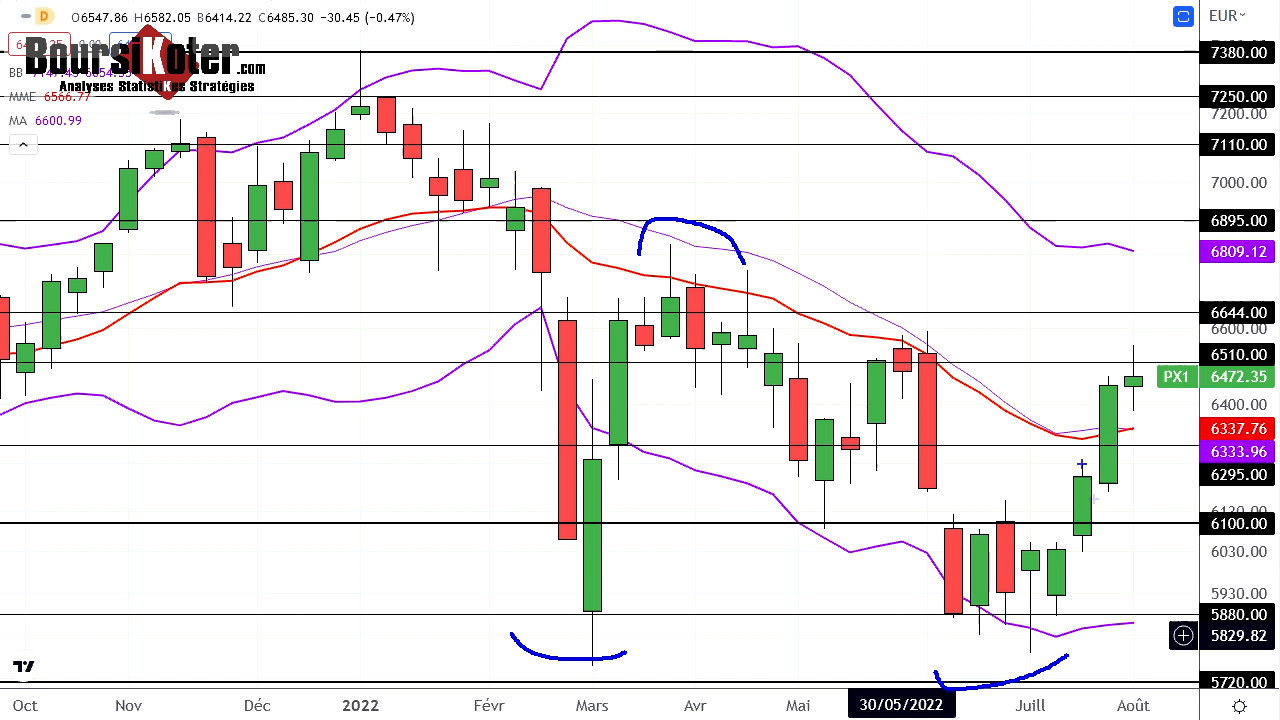 D O6547.86 H6582.05 B6414.22 C6485.30 -30.45 (-0.47%)
EUR
BoursiKoter.com
Analyses StatistiKes Stratégies
BB
MME 6566.77
MA 6600.99
7380.00
7250.00
7200.00
7110.00
7000.00
6895.00
6809.12
6644.00
6600.00
6510.00
PX1 6472.35
6400.00
6337.76
6333.96
6295.00
6100.00
6030.00
5930.00
5880.00
5829.82
5720.00
Oct Nov Déc 2022 Févr Mars Avr Mai 30/05/2022 Juill Août